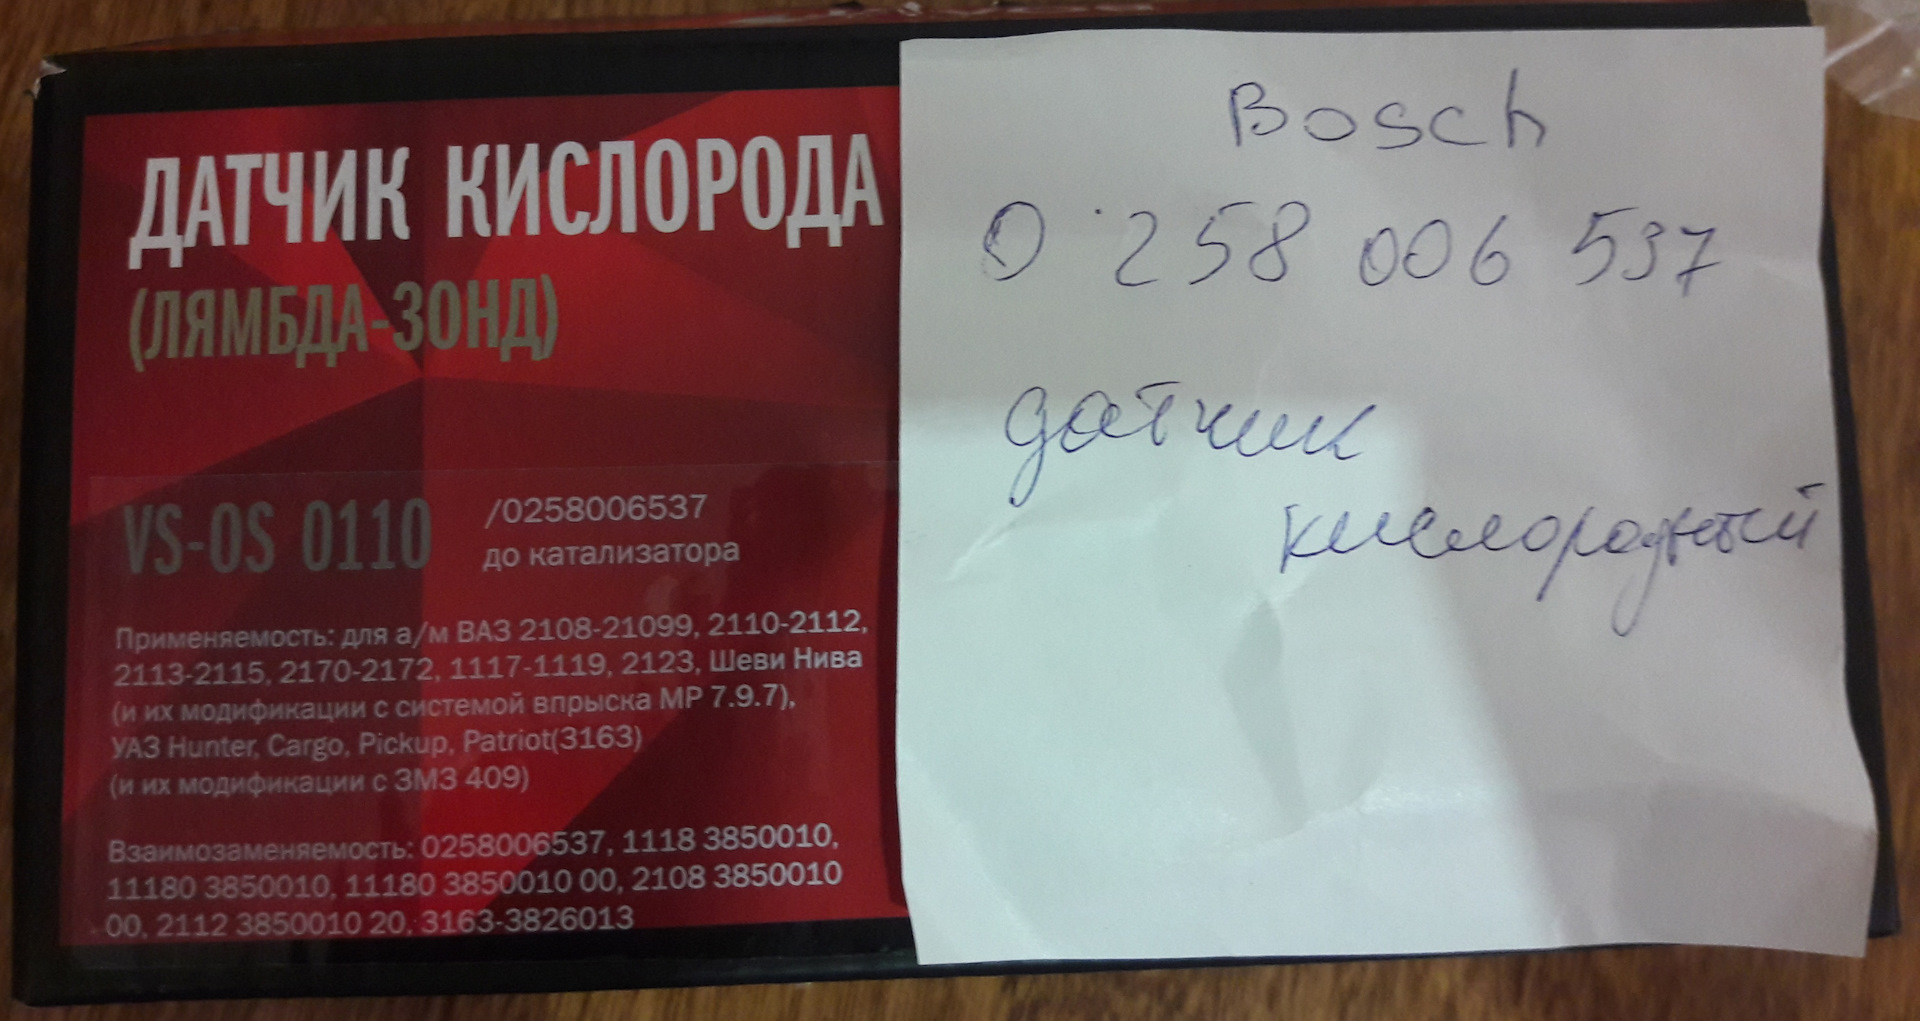 ДАТЧИК КИСЛОРОДА
(ЛЯМБДА-ЗОНД)
VS-OS 0110
/0258006537
до катализатора
Применяемость: для а/м ВАЗ 2108-21099, 2110-2112,
2113-2115, 2170-2172, 1117-1119, 2123, Шеви Нива
(и их модификации с системой впрыска МР 7.9.7),
УАЗ Hunter, Cargo, Pickup, Patriot(3163)
(и их модификации с ЗМЗ 409)
Взаимозаменяемость: 0258006537, 1118 3850010,
11180 3850010, 11180 3850010 00, 2108 3850010
00, 2112 3850010 20, 3163-3826013
Bosch
0 258 006 537
датчик
кислородный